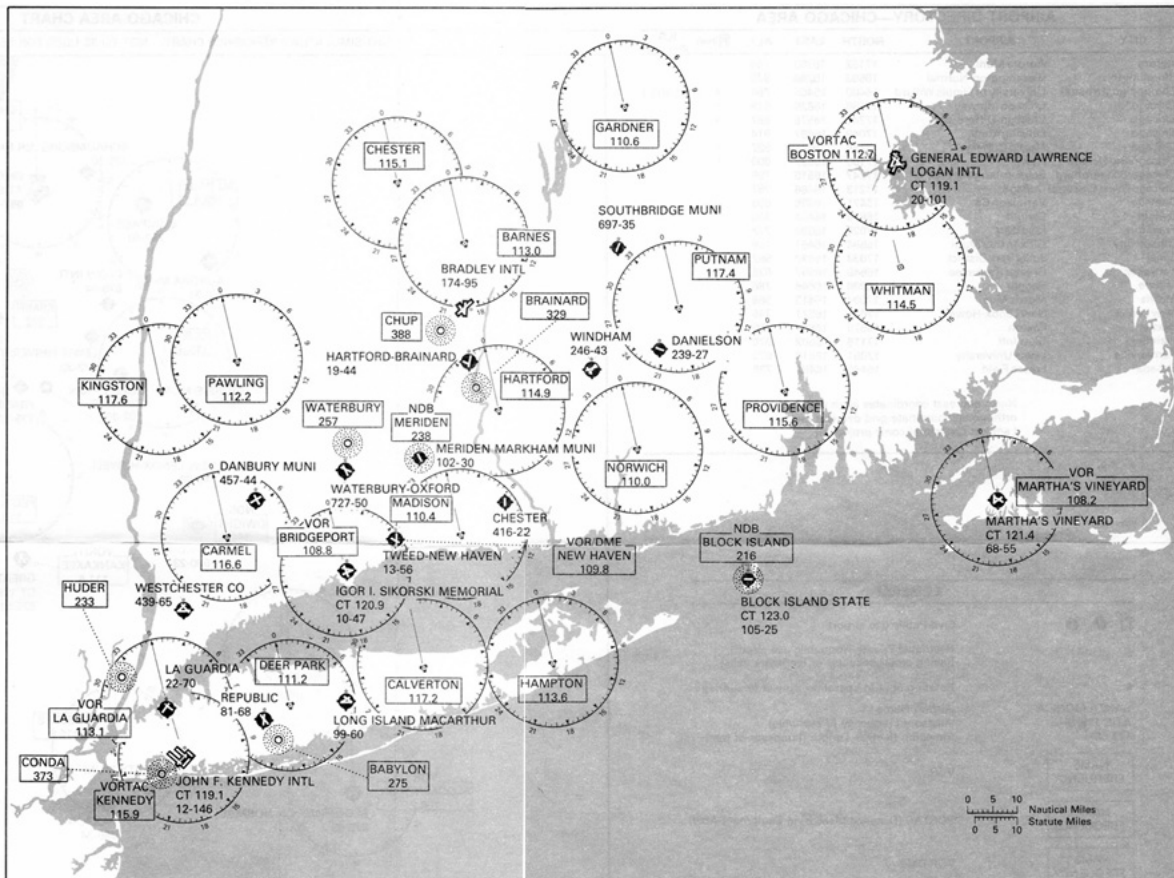 GARDNER
110.6
CHESTER
115.1
VORTAC
BOSTON 112.7
GENERAL EDWARD LAWRENCE
LOGAN INTL
CT 119.1
20-101
SOUTHBRIDGE MUNI
697-35
BARNES
113.0
PUTNAM
117.4
BRADLEY INTL
174-95
WHITMAN
114.5
BRAINARD
329
CHUP
388
WINDHAM
246-43
DANIELSON
239-27
HARTFORD-BRAINARD
19-44
HARTFORD
114.9
KINGSTON
117.6
PAWLING
112.2
PROVIDENCE
115.6
WATERBURY
257
NDB
MERIDEN
238
MERIDEN MARKHAM MUNI
102-30
NORWICH
110.0
DANBURY MUNI
457-44
WATERBURY-OXFORD
727-50
MADISON
110.4
CHESTER
416-22
VOR
MARTHA'S VINEYARD
108.2
MARTHA'S VINEYARD
CT 121.4
68-55
CARMEL
116.6
VOR
BRIDGEPORT
108.8
TWEED-NEW HAVEN
13-56
VOR/DME
NEW HAVEN
109.8
NDB
BLOCK ISLAND
216
HUDER
233
WESTCHESTER CO
439-65
IGOR I. SIKORSKI MEMORIAL
CT 120.9
10-47
BLOCK ISLAND STATE
CT 123.0
105-25
LA GUARDIA
22-70
DEER PARK
111.2
CALVERTON
117.2
HAMPTON
113.6
REPUBLIC
81-68
VOR
LA GUARDIA
113.1
LONG ISLAND MACARTHUR
99-60
CONDA
373
VORTAC
KENNEDY
115.9
JOHN F. KENNEDY INTL
CT 119.1
12-146
BABYLON
275
0 5 10
Nautical Miles
Statute Miles
0 5 10